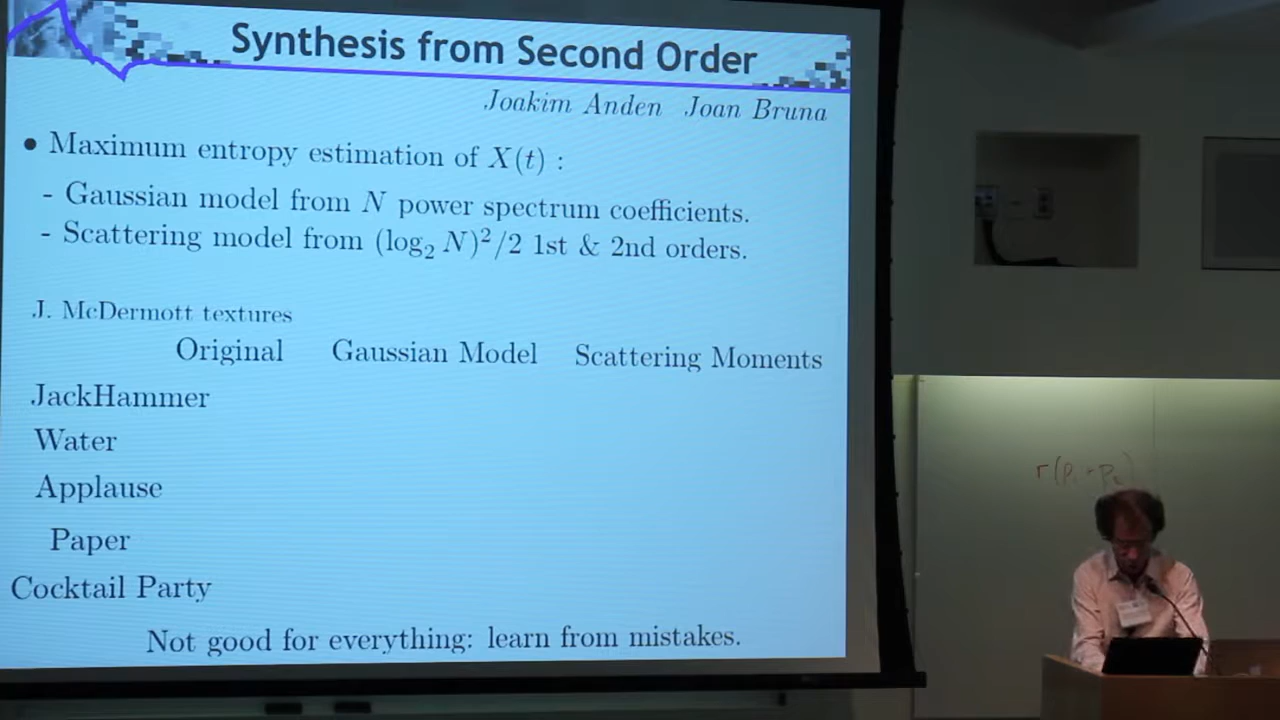 Synthesis from Second Order
Joakim Anden Joan Bruna
• Maximum entropy estimation of X(t) :
- Gaussian model from N power spectrum coefficients.
- Scattering model from (log₂ N)²/2 1st & 2nd orders.
J. McDermott textures
Original Gaussian Model Scattering Moments
JackHammer
Water
Applause
Paper
Cocktail Party
Not good for everything: learn from mistakes.